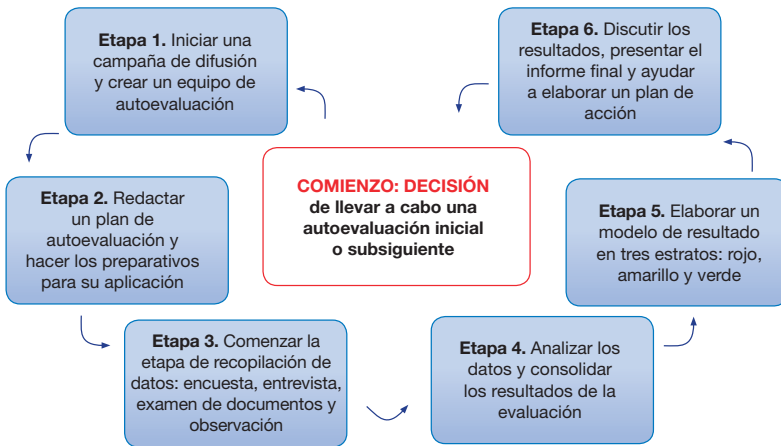 COMIENZO: DECISIÓN
de llevar a cabo una
autoevaluación inicial
o subsiguiente
Etapa 1. Iniciar una
campaña de difusión
y crear un equipo de
autoevaluación
Etapa 2. Redactar
un plan de
autoevaluación y
hacer los preparativos
para su aplicación
Etapa 3. Comenzar la
etapa de recopilación de
datos: encuesta, entrevista,
examen de documentos y
observación
Etapa 4. Analizar los
datos y consolidar
los resultados de la
evaluación
Etapa 5. Elaborar un
modelo de resultado
en tres estratos: rojo,
amarillo y verde
Etapa 6. Discutir los
resultados, presentar el
informe final y ayudar
a elaborar un plan de
acción